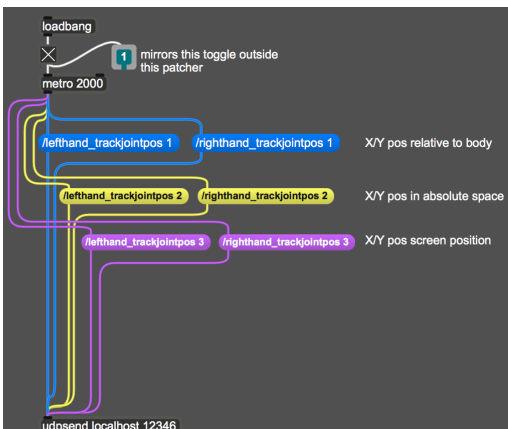 loadbang
1
mirrors this toggle outside
this patcher
metro 2000
/lefthand_trackjointpos 1
/righthand_trackjointpos 1
X/Y pos relative to body
/lefthand_trackjointpos 2
/righthand_trackjointpos 2
X/Y pos in absolute space
/lefthand_trackjointpos 3
/righthand_trackjointpos 3
X/Y pos screen position
udpsend localhost 12346